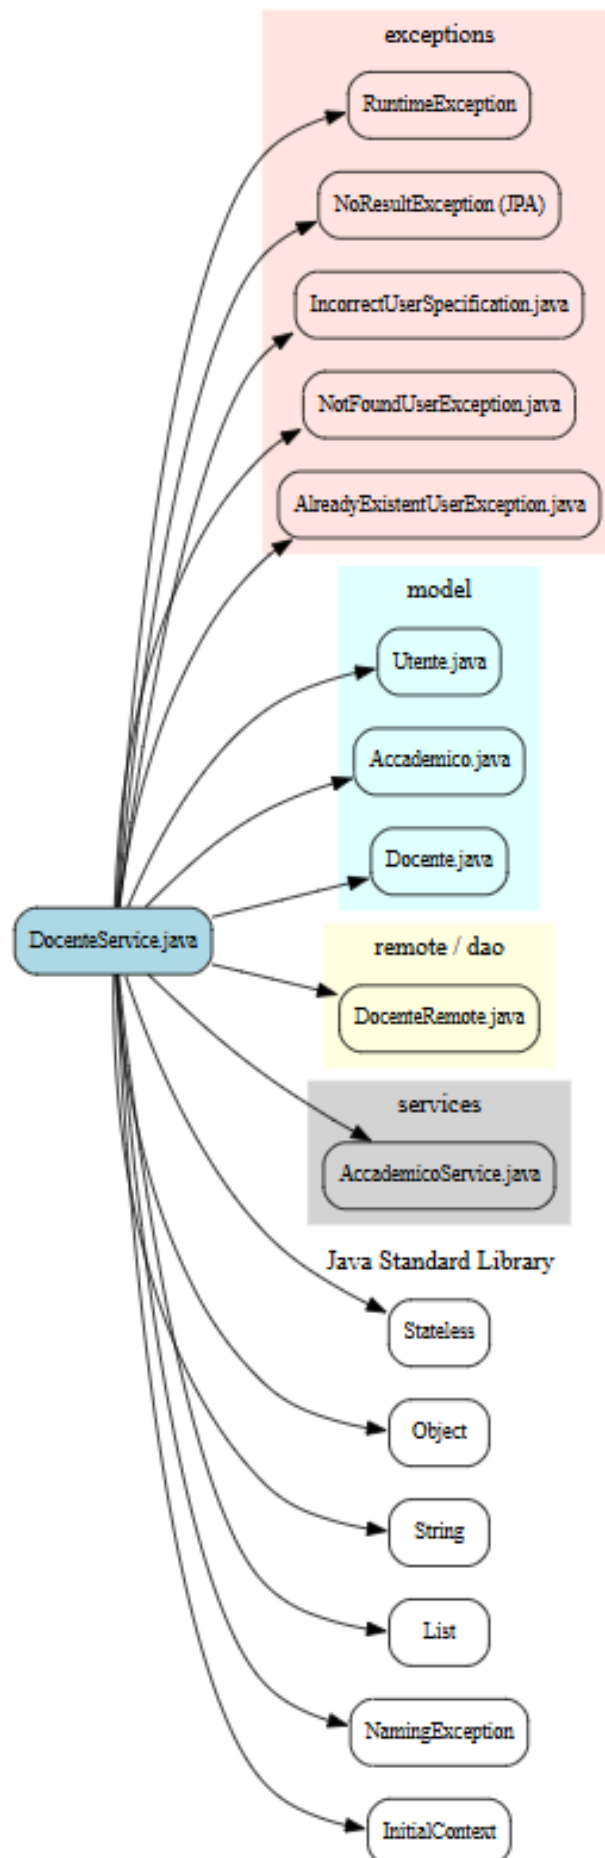 exceptions
RuntimeException
NoResultException (JPA)
IncorrectUserSpecification.java
NotFoundUserException.java
AlreadyExistentUserException.java
model
Utente.java
Accademico.java
Docente.java
DocenteService.java
remote / dao
DocenteRemote.java
services
AccademicoService.java
Java Standard Library
Stateless
Object
String
List
NamingException
InitialContext